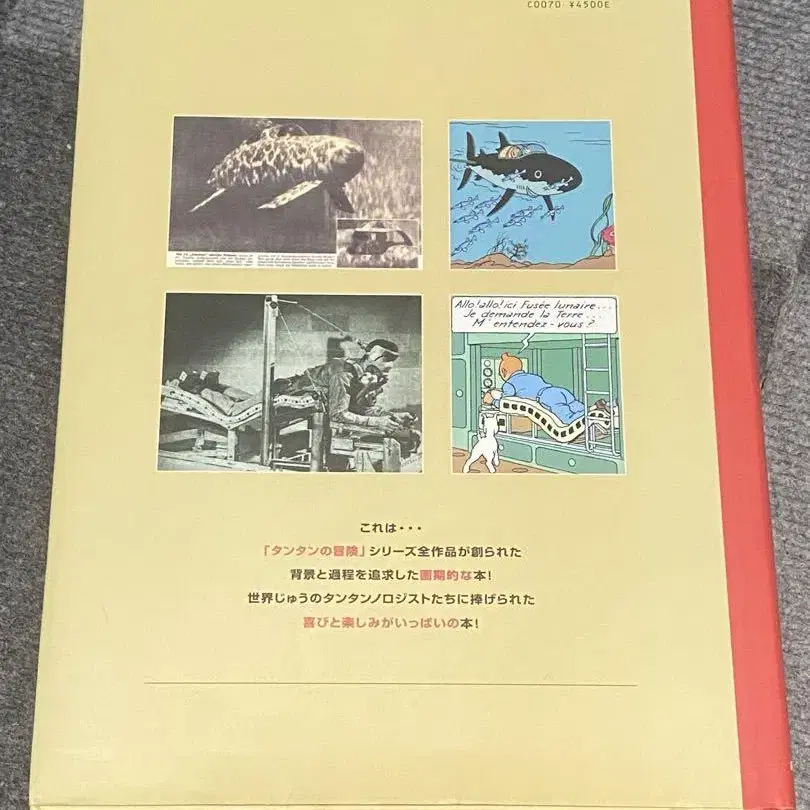 C0070 ¥4500E
Allo!allo!ici Fusée lunaire...
Je demande la Terre...
M'entendez-vous?
これは・・・
「タンタンの冒険」シリーズ全作品が創られた
背景と過程を追求した画期的な本!
世界じゅうのタンタンノロジストたちに捧げられた
喜びと楽しみがいっぱいの本!